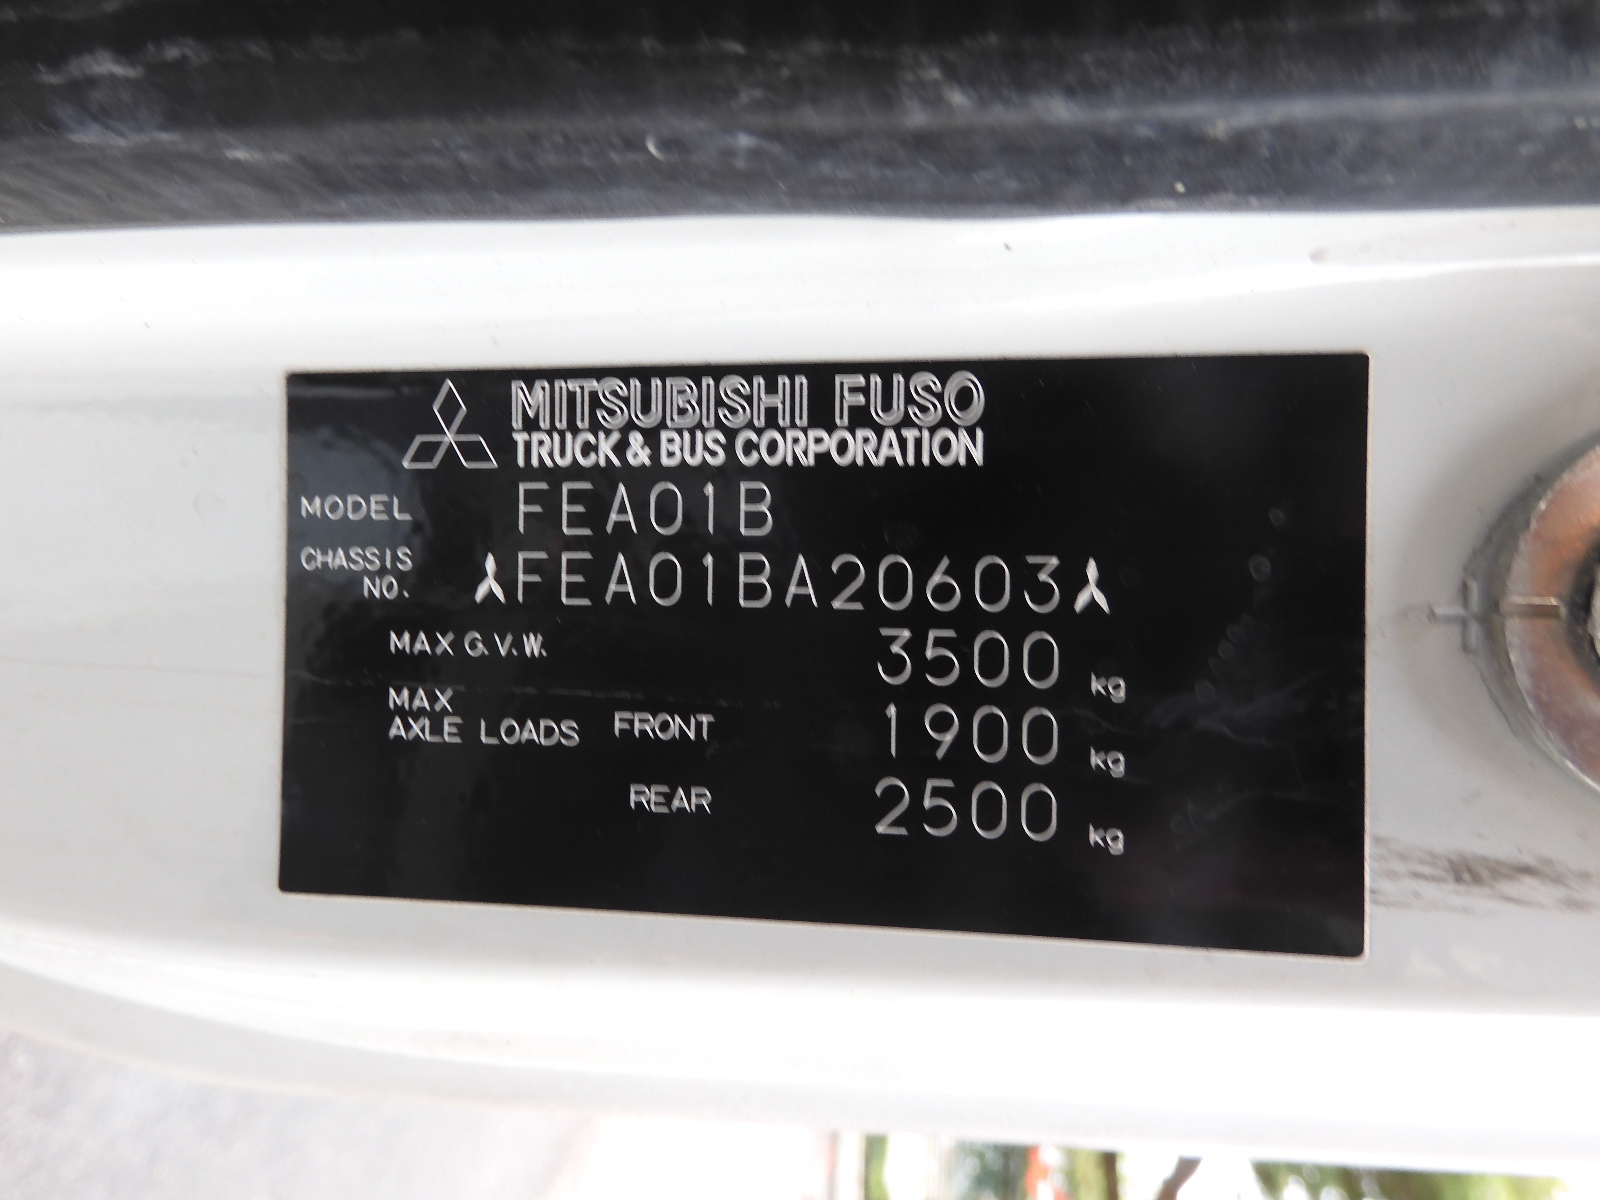 MITSUBISHI FUSO
TRUCK & BUS CORPORATION
MODEL FEA01B
CHASSIS NO. FEA01BA20603
MAX G.V.W. 3500 kg
MAX AXLE LOADS FRONT 1900 kg
REAR 2500 kg